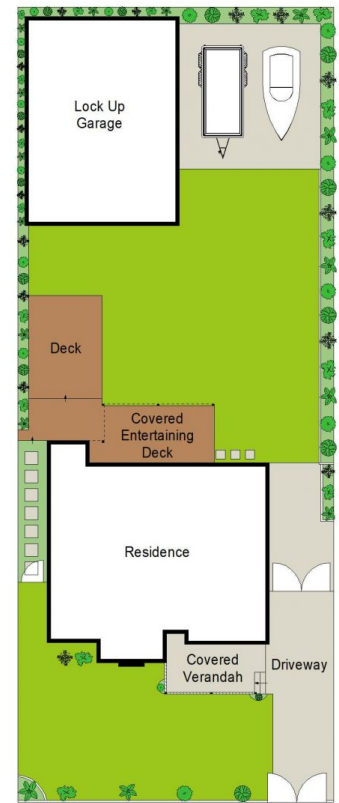 Lock Up
Garage
Deck
Covered
Entertaining
Deck
Residence
Covered
Verandah
Driveway